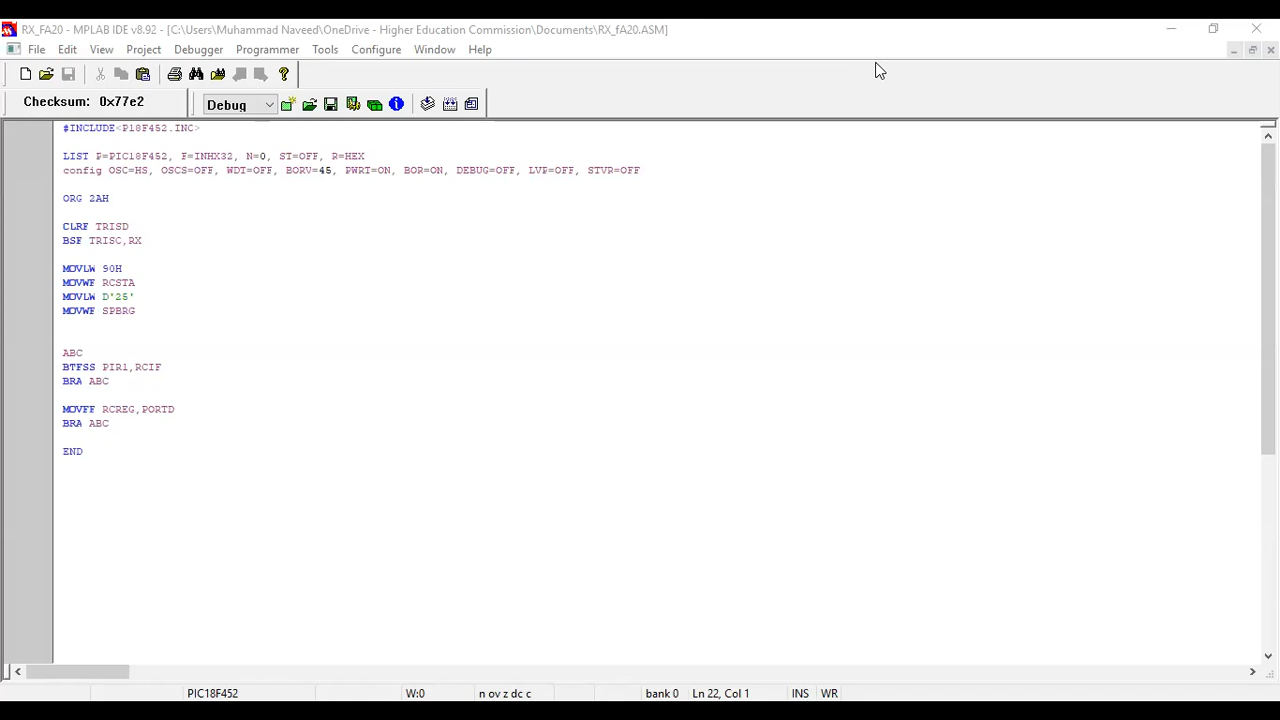 RX_FA20 - MPLAB IDE v8.92 - [C:\Users\Muhammad Naveed\OneDrive - Higher Education Commission\Documents\RX_fA20.ASM]
File Edit View Project Debugger Programmer Tools Configure Window Help
Checksum: 0x77e2 Debug
#INCLUDE<P18F452.INC>
LIST P=PIC18F452, F=INHX32, N=0, ST=OFF, R=HEX
config OSC=HS, OSCS=OFF, WDT=OFF, BORV=45, PWRT=ON, BOR=ON, DEBUG=OFF, LVP=OFF, STVR=OFF
ORG 2AH
CLRF TRISD
BSF TRISC,RX
MOVLW 90H
MOVWF RCSTA
MOVLW D'25'
MOVWF SPBRG
ABC
BTFSS PIR1,RCIF
BRA ABC
MOVFF RCREG,PORTD
BRA ABC
END
PIC18F452 W:0 n ov z dc c bank 0 Ln 22, Col 1 INS WR